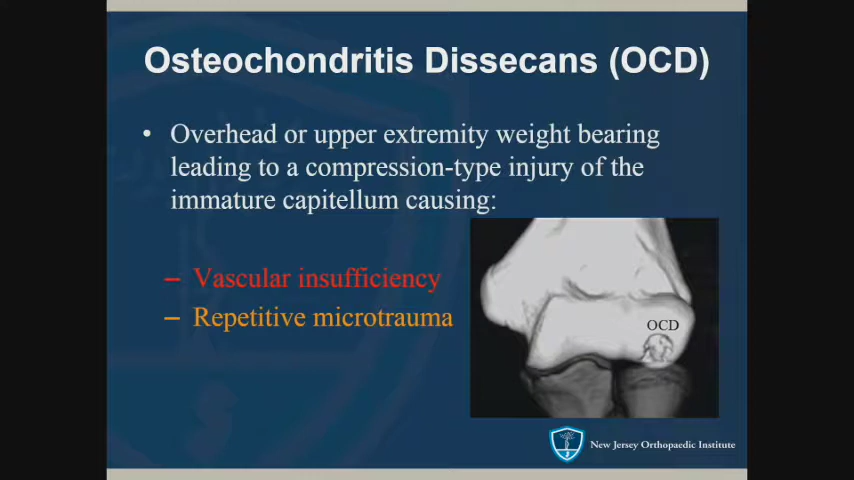 Osteochondritis Dissecans (OCD)
• Overhead or upper extremity weight bearing
leading to a compression-type injury of the
immature capitellum causing:
– Vascular insufficiency
– Repetitive microtrauma
OCD
New Jersey Orthopaedic Institute